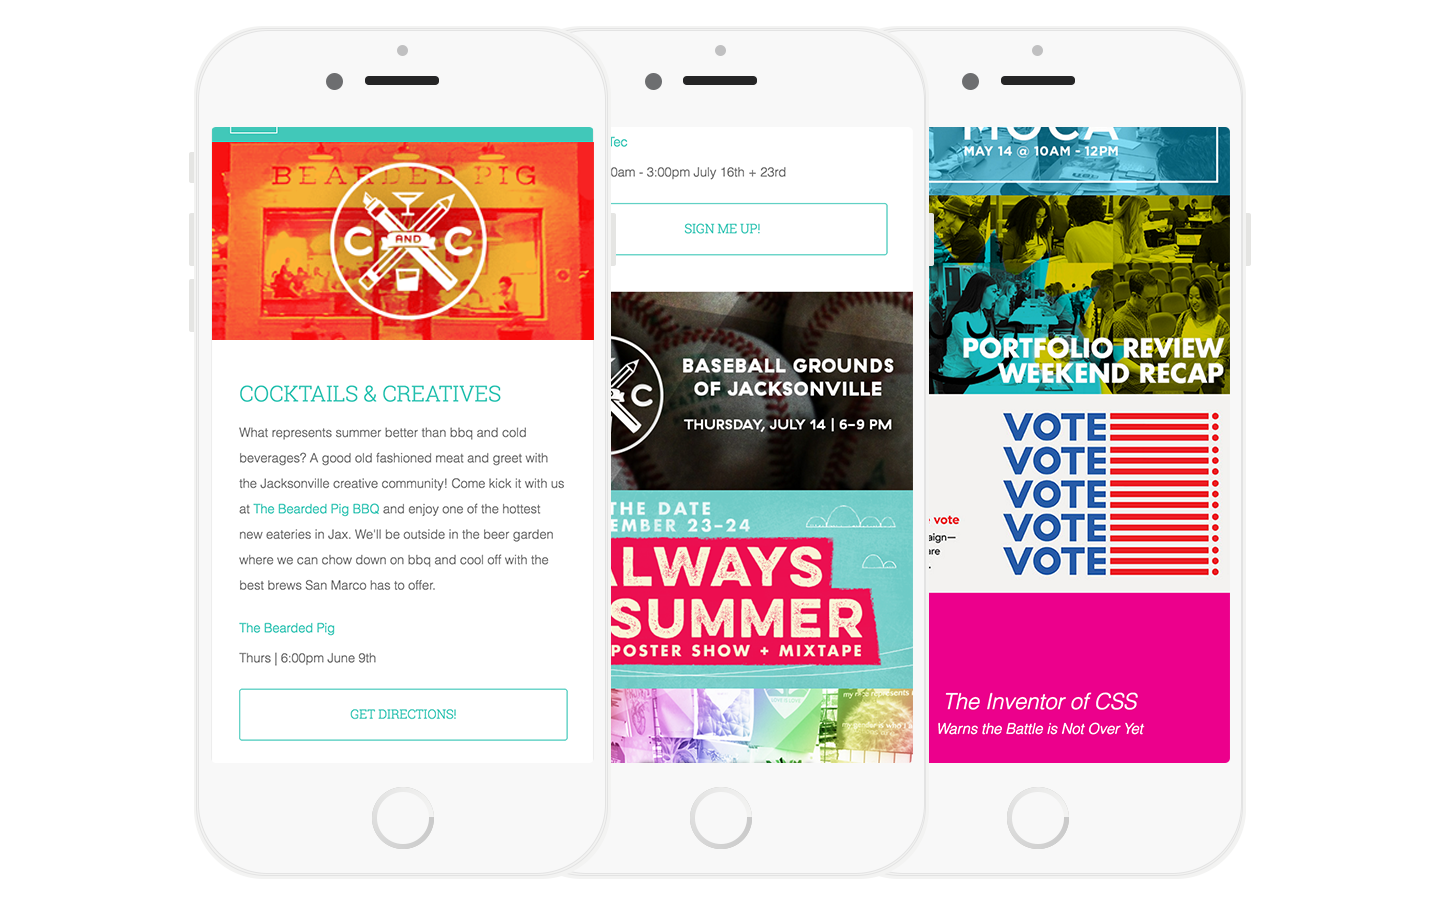 BEARDED PIG
C AND C
COCKTAILS & CREATIVES
What represents summer better than bbq and cold
beverages? A good old fashioned meat and greet with
the Jacksonville creative community! Come kick it with us
at The Bearded Pig BBQ and enjoy one of the hottest
new eateries in Jax. We'll be outside in the beer garden
where we can chow down on bbq and cool off with the
best brews San Marco has to offer.
The Bearded Pig
Thurs | 6:00pm June 9th
GET DIRECTIONS!
Tec
0am - 3:00pm July 16th + 23rd
SIGN ME UP!
C
BASEBALL GROUNDS
OF JACKSONVILLE
THURSDAY, JULY 14 | 6–9 PM
THE DATE
EMBER 23–24
ALWAYS
SUMMER
POSTER SHOW + MIXTAPE
MOCA
MAY 14 @ 10AM - 12PM
PORTFOLIO REVIEW
WEEKEND RECAP
vote
aign—
are
VOTE
VOTE
VOTE
VOTE
VOTE
The Inventor of CSS
Warns the Battle is Not Over Yet